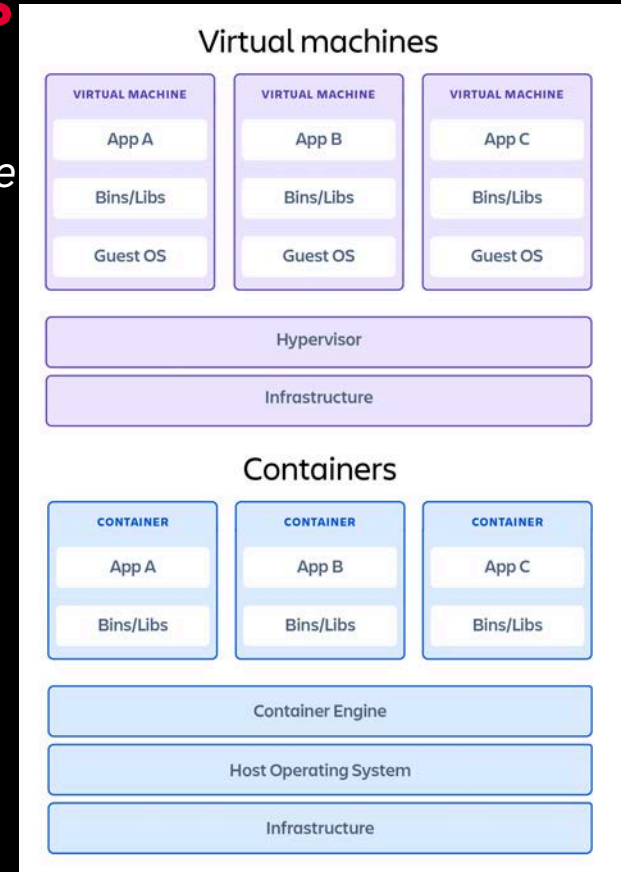 e
Virtual machines
VIRTUAL MACHINE VIRTUAL MACHINE VIRTUAL MACHINE
App A App B App C
Bins/Libs Bins/Libs Bins/Libs
Guest OS Guest OS Guest OS
Hypervisor
Infrastructure
Containers
CONTAINER CONTAINER CONTAINER
App A App B App C
Bins/Libs Bins/Libs Bins/Libs
Container Engine
Host Operating System
Infrastructure